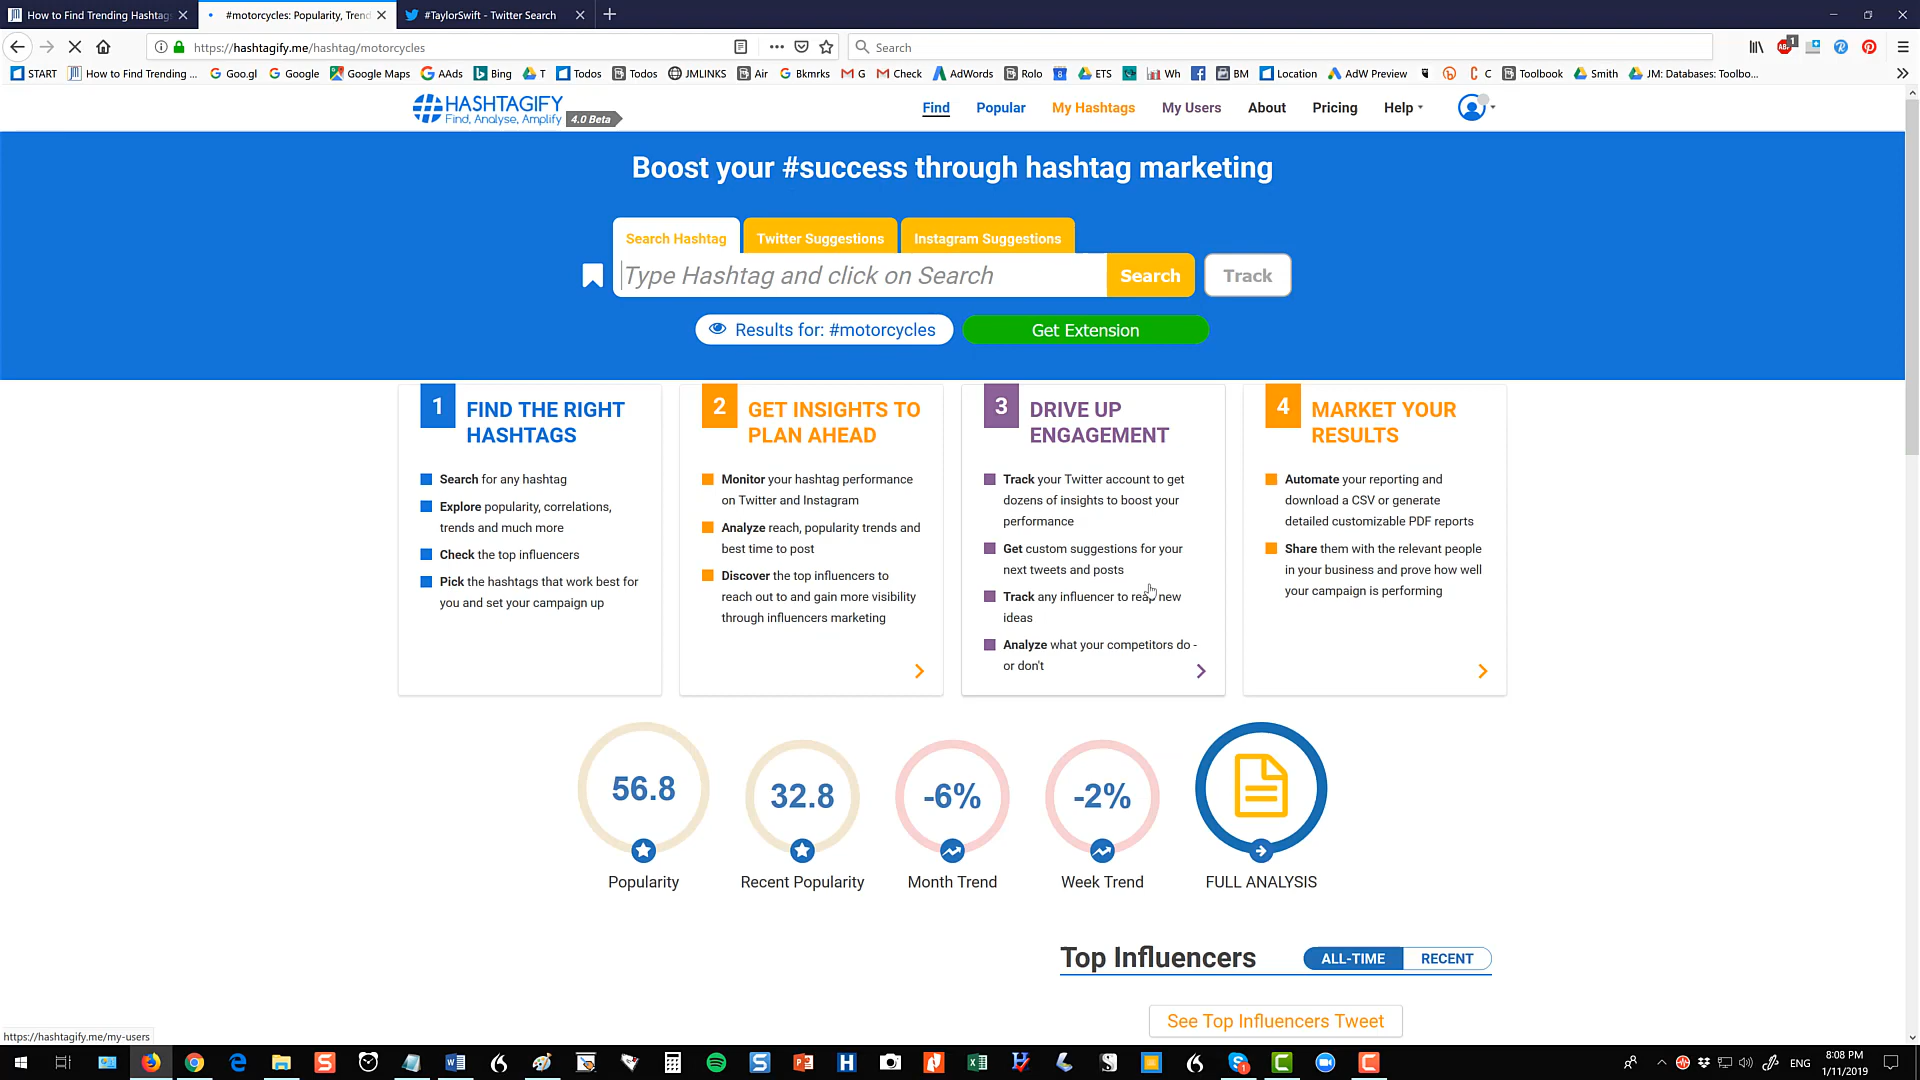 How to Find Trending Hashtag
#motorcycles: Popularity, Trend
#TaylorSwift - Twitter Search
https://hashtagify.me/hashtag/motorcycles
Search
START
How to Find Trending ...
Goo.gl
Google
Google Maps
AAds
Bing
T
Todos
Todos
JMLINKS
Air
Bkmrks
G
Check
AdWords
Rolo
ETS
Wh
BM
Location
AdW Preview
C
Toolbook
Smith
JM: Databases: Toolbo...
HASHTAGIFY
Find, Analyse, Amplify
4.0 Beta
Find
Popular
My Hashtags
My Users
About
Pricing
Help
Boost your #success through hashtag marketing
Search Hashtag
Twitter Suggestions
Instagram Suggestions
Type Hashtag and click on Search
Search
Track
Results for: #motorcycles
Get Extension
1
FIND THE RIGHT
HASHTAGS
Search for any hashtag
Explore popularity, correlations,
trends and much more
Check the top influencers
Pick the hashtags that work best for
you and set your campaign up
2
GET INSIGHTS TO
PLAN AHEAD
Monitor your hashtag performance
on Twitter and Instagram
Analyze reach, popularity trends and
best time to post
Discover the top influencers to
reach out to and gain more visibility
through influencers marketing
3
DRIVE UP
ENGAGEMENT
Track your Twitter account to get
dozens of insights to boost your
performance
Get custom suggestions for your
next tweets and posts
Track any influencer to reap new
ideas
Analyze what your competitors do -
or don't
4
MARKET YOUR
RESULTS
Automate your reporting and
download a CSV or generate
detailed customizable PDF reports
Share them with the relevant people
in your business and prove how well
your campaign is performing
56.8
Popularity
32.8
Recent Popularity
-6%
Month Trend
-2%
Week Trend
FULL ANALYSIS
Top Influencers
ALL-TIME
RECENT
See Top Influencers Tweet
https://hashtagify.me/my-users
ENG
8:08 PM
1/11/2019